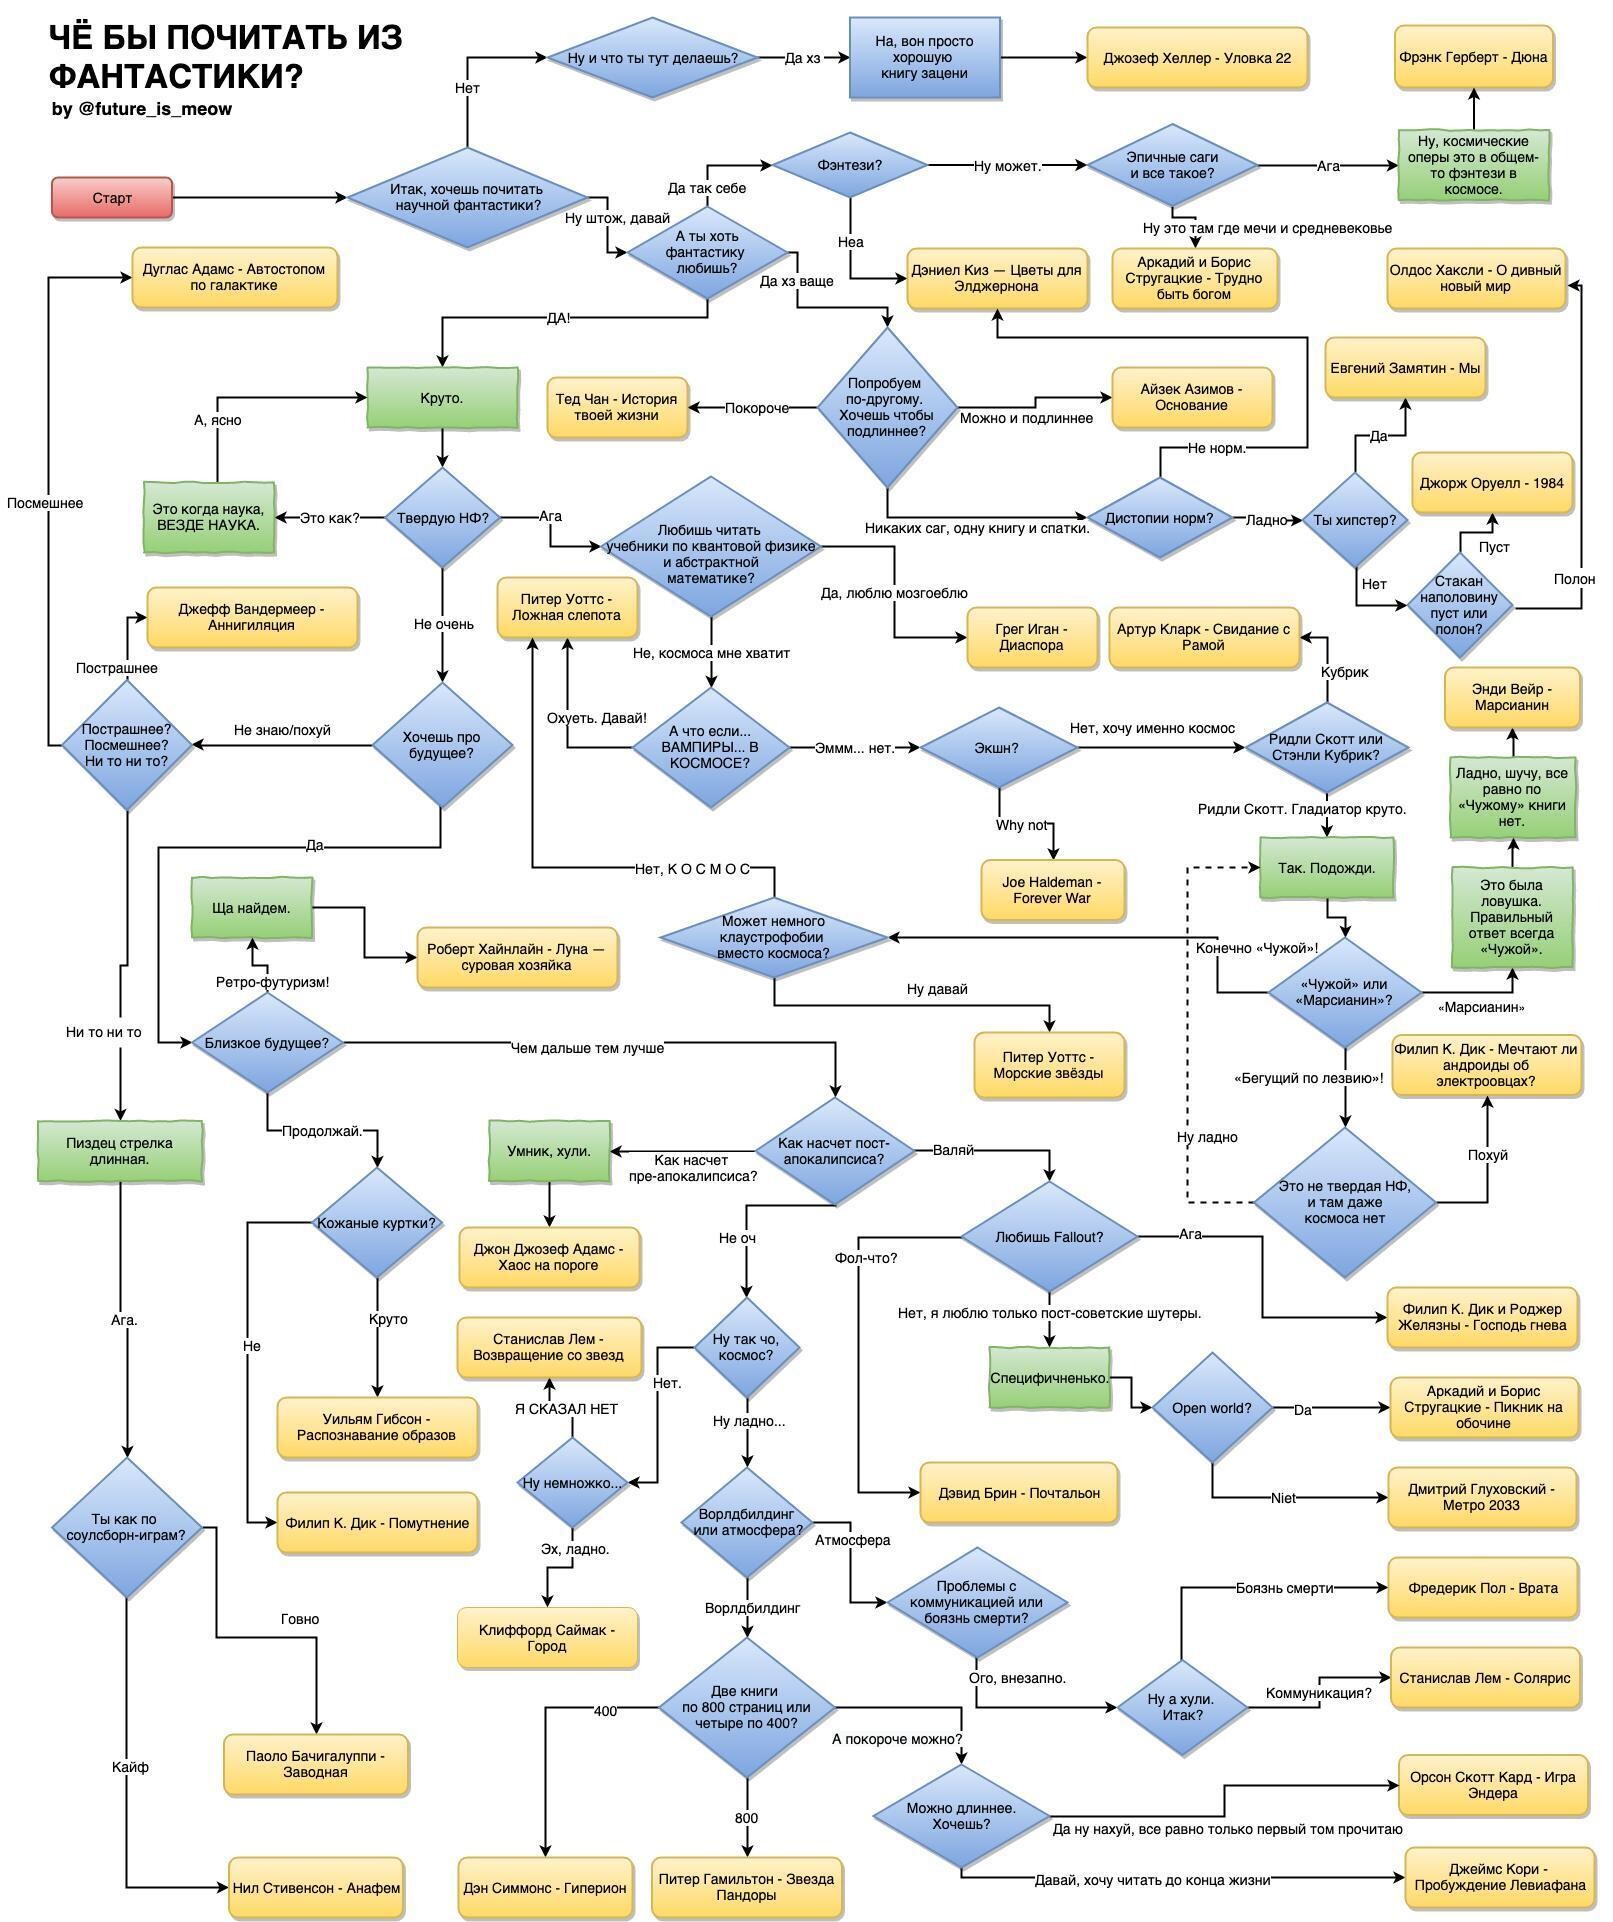 ЧЁ БЫ ПОЧИТАТЬ ИЗ
ФАНТАСТИКИ?
by @future_is_meow
Ну и что ты тут делаешь?
Да хз
На, вон просто
хорошую
книгу зацени
Джозеф Хеллер - Уловка 22
Фрэнк Герберт - Дюна
Нет
Старт
Итак, хочешь почитать
научной фантастики?
Ну штож, давай
Да так себе
Фэнтези?
Ну может.
Эпичные саги
и все такое?
Ага
Ну, космические
оперы это в общем-
то фэнтези в
космосе.
А ты хоть
фантастику
любишь?
Неа
Ну это там где мечи и средневековье
Да хз ваще
Дуглас Адамс - Автостопом
по галактике
Дэниел Киз — Цветы для
Элджернона
Аркадий и Борис
Стругацкие - Трудно
быть богом
Олдос Хаксли - О дивный
новый мир
ДА!
Круто.
Тед Чан - История
твоей жизни
Покороче
Попробуем
по-другому.
Хочешь чтобы
подлиннее?
Можно и подлиннее
Айзек Азимов -
Основание
Евгений Замятин - Мы
А, ясно
Не норм.
Да
Посмешнее
Это когда наука,
ВЕЗДЕ НАУКА.
Это как?
Твердую НФ?
Ага
Любишь читать
учебники по квантовой физике
и абстрактной
математике?
Никаких саг, одну книгу и спатки.
Дистопии норм?
Ладно
Ты хипстер?
Джорж Оруелл - 1984
Пуст
Нет
Стакан
наполовину
пуст или
полон?
Полон
Джефф Вандермеер -
Аннигиляция
Не очень
Питер Уоттс -
Ложная слепота
Да, люблю мозгоеблю
Не, космоса мне хватит
Грег Иган -
Диаспора
Артур Кларк - Свидание с
Рамой
Кубрик
Энди Вейр -
Марсианин
Пострашнее
Пострашнее?
Посмешнее?
Ни то ни то?
Не знаю/похуй
Хочешь про
будущее?
Охуеть. Давай!
А что если...
ВАМПИРЫ... В
КОСМОСЕ?
Эммм... нет.
Экшн?
Нет, хочу именно космос
Ридли Скотт или
Стэнли Кубрик?
Ладно, шучу, все
равно по
«Чужому» книги
нет.
Why not
Ридли Скотт. Гладиатор круто.
Да
Нет, К О С М О С
Joe Haldeman -
Forever War
Так. Подожди.
Это была
ловушка.
Правильный
ответ всегда
«Чужой».
Ща найдем.
Роберт Хайнлайн - Луна —
суровая хозяйка
Может немного
клаустрофобии
вместо космоса?
Конечно «Чужой»!
«Чужой» или
«Марсианин»?
«Марсианин»
Ретро-футуризм!
Ну давай
Ни то ни то
Близкое будущее?
Чем дальше тем лучше
Питер Уоттс -
Морские звёзды
Филип К. Дик - Мечтают ли
андроиды об
электроовцах?
«Бегущий по лезвию»!
Пиздец стрелка
длинная.
Продолжай.
Умник, хули.
Как насчет
пре-апокалипсиса?
Как насчет пост-
апокалипсиса?
Валяй
Ну ладно
Похуй
Это не твердая НФ,
и там даже
космоса нет
Кожаные куртки?
Джон Джозеф Адамс -
Хаос на пороге
Не оч
Фол-что?
Любишь Fallout?
Ага
Ага.
Не
Круто
Станислав Лем -
Возвращение со звезд
Ну так чо,
космос?
Нет, я люблю только пост-советские шутеры.
Филип К. Дик и Роджер
Желязны - Господь гнева
Нет.
Специфичненько.
Open world?
Da
Аркадий и Борис
Стругацкие - Пикник на
обочине
Уильям Гибсон -
Распознавание образов
Я СКАЗАЛ НЕТ
Ну ладно...
Ну немножко...
Дэвид Брин - Почтальон
Niet
Дмитрий Глуховский -
Метро 2033
Ты как по
соулсборн-играм?
Филип К. Дик - Помутнение
Эх, ладно.
Ворлдбилдинг
или атмосфера?
Атмосфера
Проблемы с
коммуникацией или
боязнь смерти?
Боязнь смерти
Фредерик Пол - Врата
Говно
Клиффорд Саймак -
Город
Ворлдбилдинг
Ого, внезапно.
Ну а хули.
Итак?
Коммуникация?
Станислав Лем - Солярис
400
Две книги
по 800 страниц или
четыре по 400?
А покороче можно?
Кайф
Паоло Бачигалуппи -
Заводная
800
Можно длиннее.
Хочешь?
Орсон Скотт Кард - Игра
Эндера
Да ну нахуй, все равно только первый том прочитаю
Нил Стивенсон - Анафем
Дэн Симмонс - Гиперион
Питер Гамильтон - Звезда
Пандоры
Давай, хочу читать до конца жизни
Джеймс Кори -
Пробуждение Левиафана